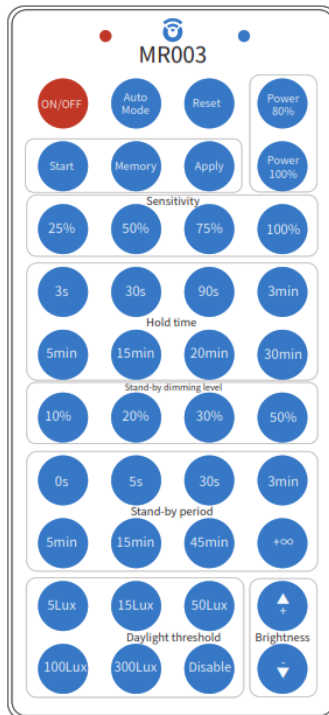 MR003
ON/OFF Auto Mode Reset Power 80%
Start Memory Apply Power 100%
Sensitivity
25% 50% 75% 100%
3s 30s 90s 3min
Hold time
5min 15min 20min 30min
Stand-by dimming level
10% 20% 30% 50%
0s 5s 30s 3min
Stand-by period
5min 15min 45min +∞
5Lux 15Lux 50Lux +
Daylight threshold Brightness
100Lux 300Lux Disable -